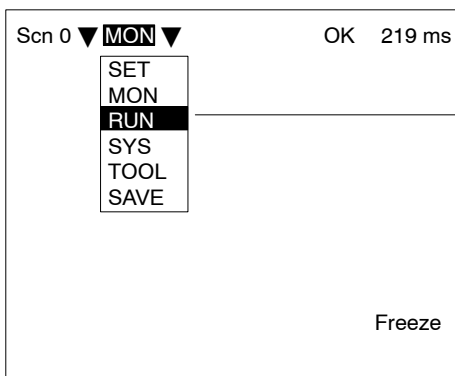 Scn 0 ▼ MON ▼ OK 219 ms
SET
MON
RUN
SYS
TOOL
SAVE
Freeze